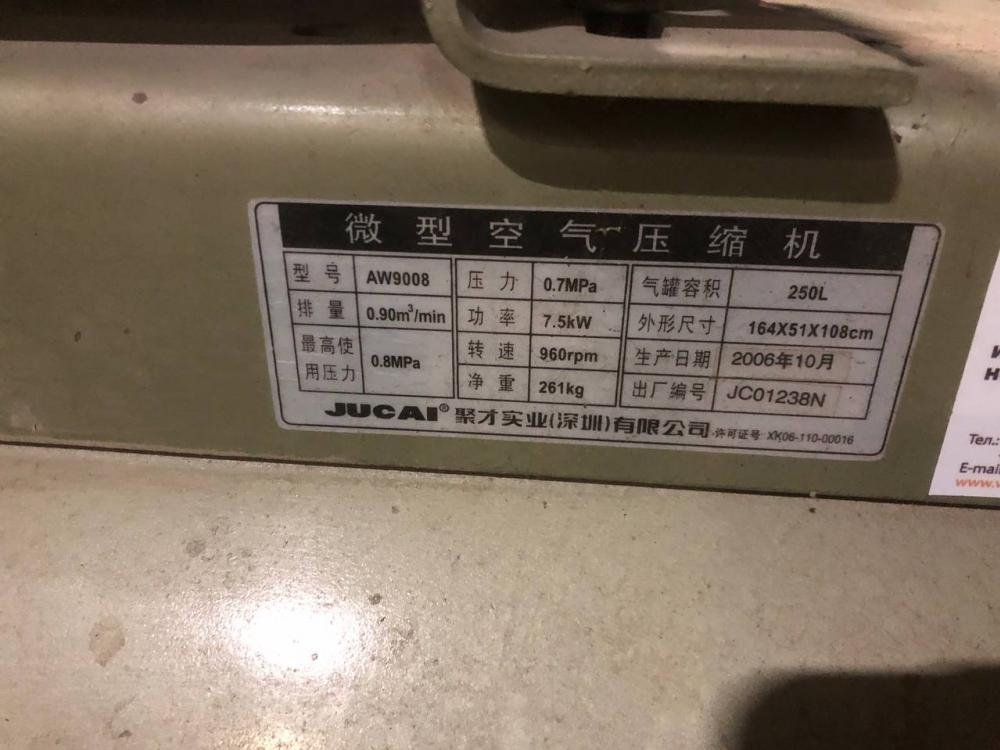 微型空气压缩机
型号 AW9008 压力 0.7MPa 气罐容积 250L
排量 0.90m³/min 功率 7.5kW 外形尺寸 164X51X108cm
最高使用压力 0.8MPa 转速 960rpm 生产日期 2006年10月
净重 261kg 出厂编号 JC01238N
JUCAI® 聚才实业(深圳)有限公司 许可证号 XK06-110-00016
Тел.:
E-mail
www.